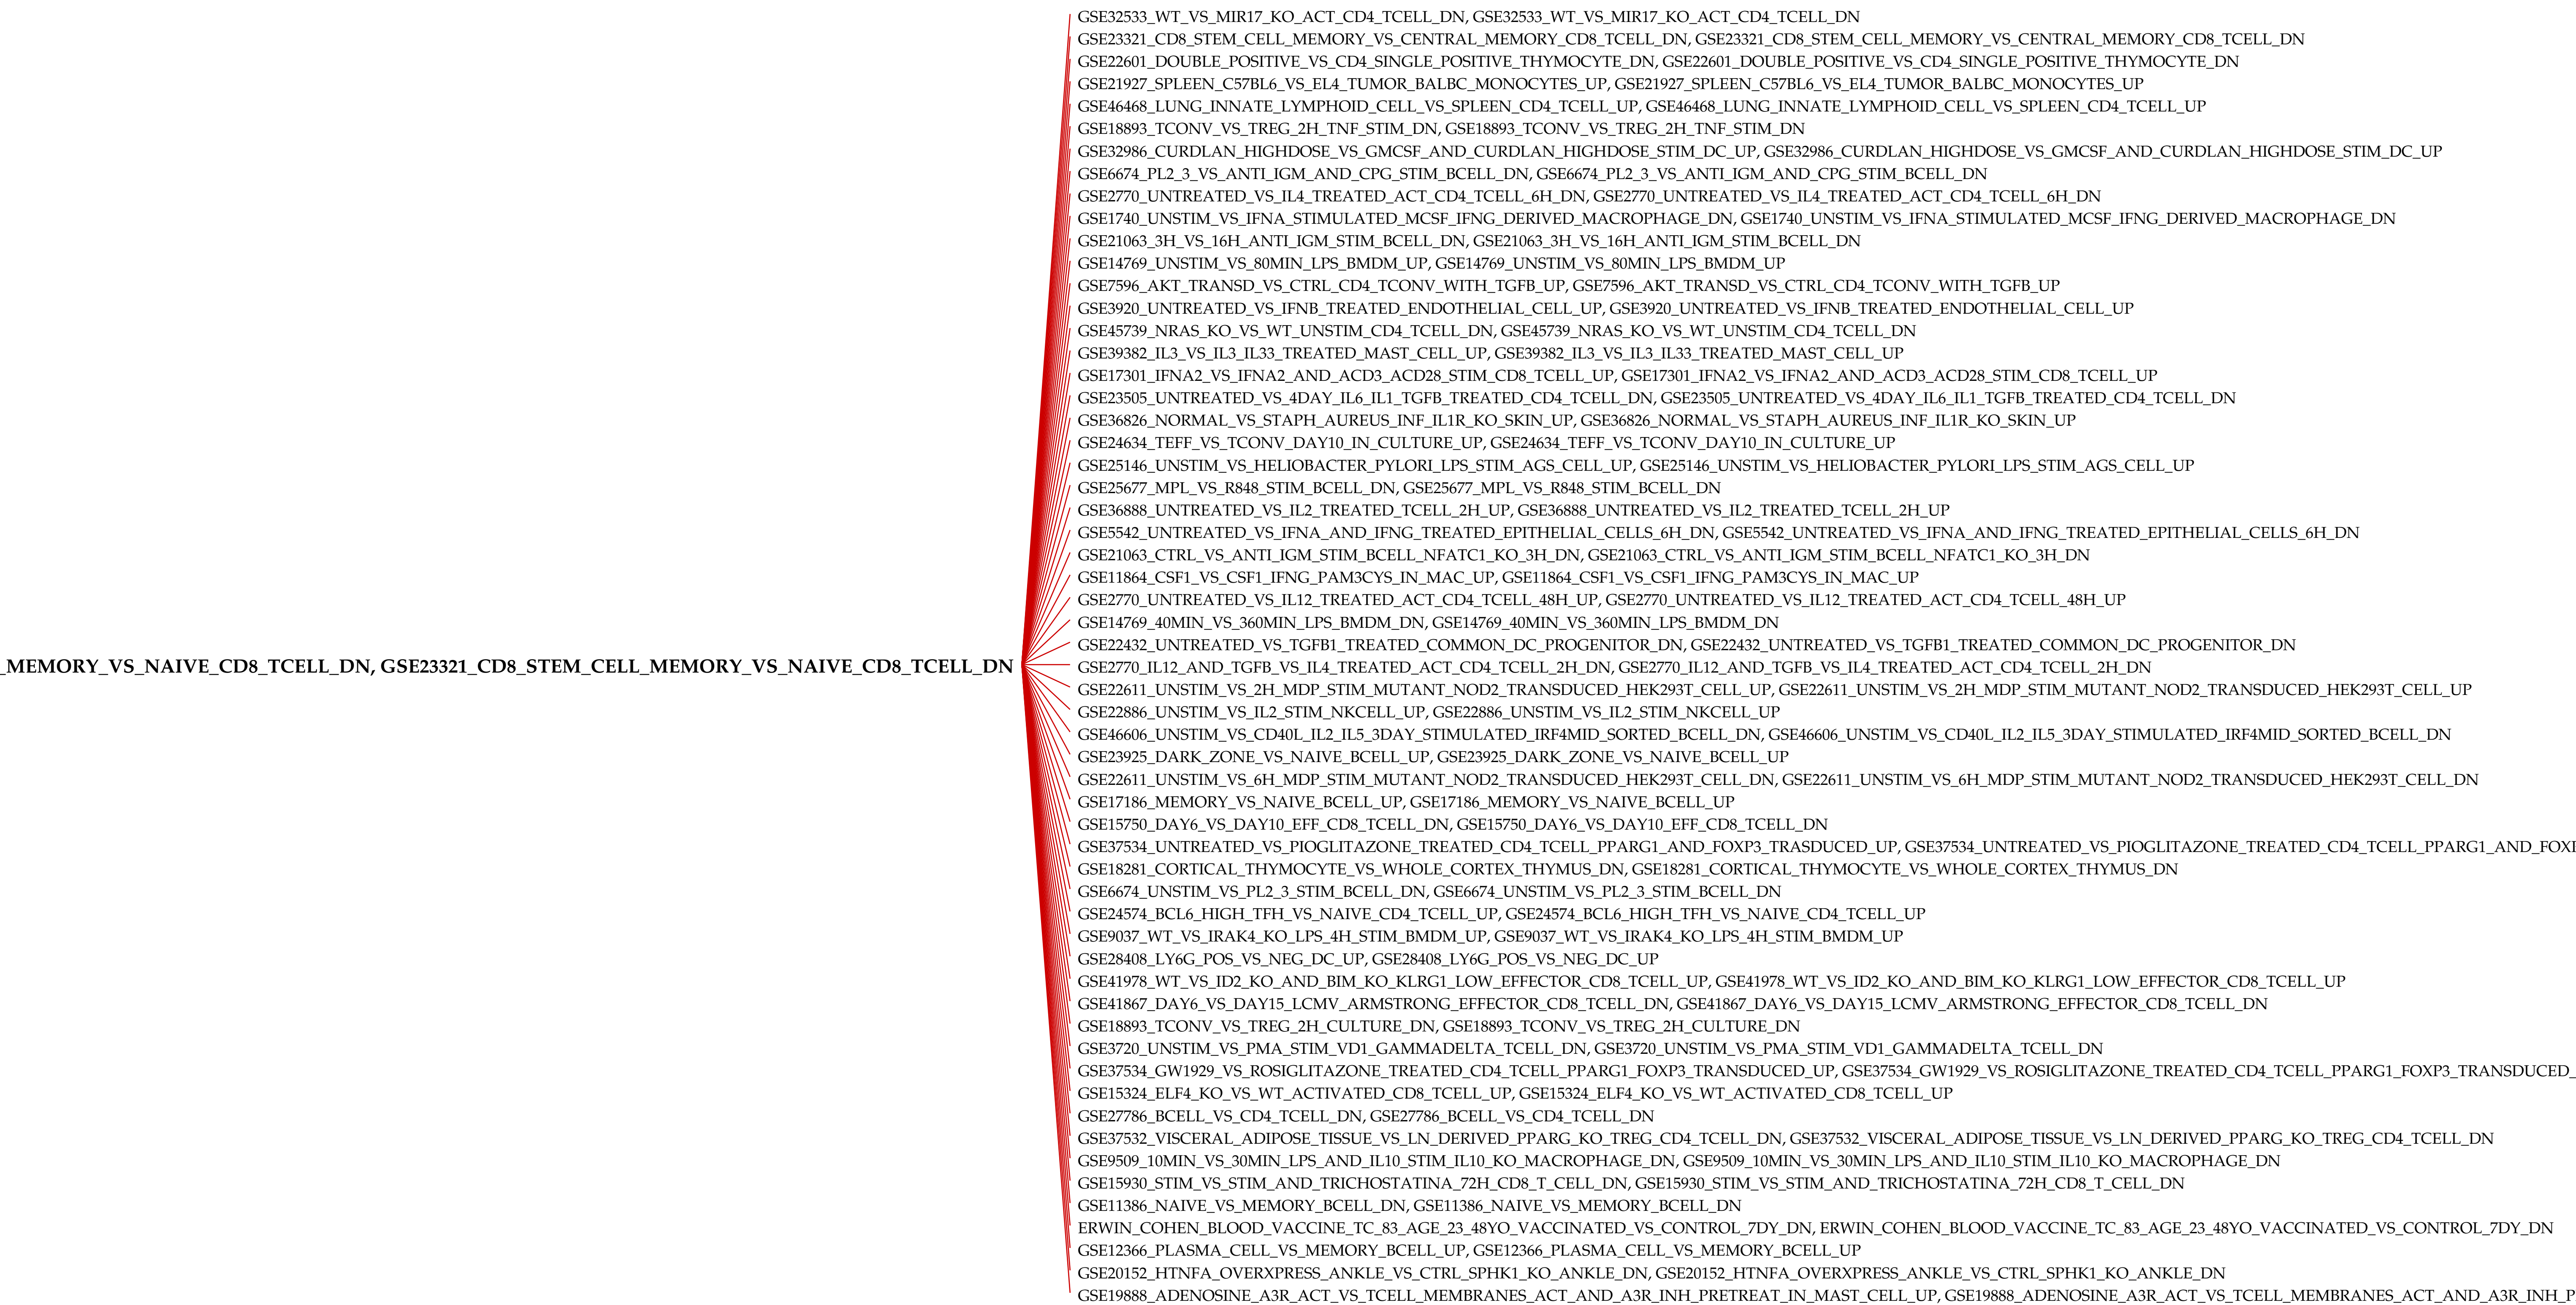 GSE32533_WT_VS_MIR17_KO_ACT_CD4_TCELL_DN, GSE32533_WT_VS_MIR17_KO_ACT_CD4_TCELL_DN
GSE23321_CD8_STEM_CELL_MEMORY_VS_CENTRAL_MEMORY_CD8_TCELL_DN, GSE23321_CD8_STEM_CELL_MEMORY_VS_CENTRAL_MEMORY_CD8_TCELL_DN
GSE22601_DOUBLE_POSITIVE_VS_CD4_SINGLE_POSITIVE_THYMOCYTE_DN, GSE22601_DOUBLE_POSITIVE_VS_CD4_SINGLE_POSITIVE_THYMOCYTE_DN
GSE21927_SPLEEN_C57BL6_VS_EL4_TUMOR_BALBC_MONOCYTES_UP, GSE21927_SPLEEN_C57BL6_VS_EL4_TUMOR_BALBC_MONOCYTES_UP
GSE46468_LUNG_INNATE_LYMPHOID_CELL_VS_SPLEEN_CD4_TCELL_UP, GSE46468_LUNG_INNATE_LYMPHOID_CELL_VS_SPLEEN_CD4_TCELL_UP
GSE18893_TCONV_VS_TREG_2H_TNF_STIM_DN, GSE18893_TCONV_VS_TREG_2H_TNF_STIM_DN
GSE32986_CURDLAN_HIGHDOSE_VS_GMCSF_AND_CURDLAN_HIGHDOSE_STIM_DC_UP, GSE32986_CURDLAN_HIGHDOSE_VS_GMCSF_AND_CURDLAN_HIGHDOSE_STIM_DC_UP
GSE6674_PL2_3_VS_ANTI_IGM_AND_CPG_STIM_BCELL_DN, GSE6674_PL2_3_VS_ANTI_IGM_AND_CPG_STIM_BCELL_DN
GSE2770_UNTREATED_VS_IL4_TREATED_ACT_CD4_TCELL_6H_DN, GSE2770_UNTREATED_VS_IL4_TREATED_ACT_CD4_TCELL_6H_DN
GSE1740_UNSTIM_VS_IFNA_STIMULATED_MCSF_IFNG_DERIVED_MACROPHAGE_DN, GSE1740_UNSTIM_VS_IFNA_STIMULATED_MCSF_IFNG_DERIVED_MACROPHAGE_DN
GSE21063_3H_VS_16H_ANTI_IGM_STIM_BCELL_DN, GSE21063_3H_VS_16H_ANTI_IGM_STIM_BCELL_DN
GSE14769_UNSTIM_VS_80MIN_LPS_BMDM_UP, GSE14769_UNSTIM_VS_80MIN_LPS_BMDM_UP
GSE7596_AKT_TRANSD_VS_CTRL_CD4_TCONV_WITH_TGFB_UP, GSE7596_AKT_TRANSD_VS_CTRL_CD4_TCONV_WITH_TGFB_UP
GSE3920_UNTREATED_VS_IFNB_TREATED_ENDOTHELIAL_CELL_UP, GSE3920_UNTREATED_VS_IFNB_TREATED_ENDOTHELIAL_CELL_UP
GSE45739_NRAS_KO_VS_WT_UNSTIM_CD4_TCELL_DN, GSE45739_NRAS_KO_VS_WT_UNSTIM_CD4_TCELL_DN
GSE39382_IL3_VS_IL3_IL33_TREATED_MAST_CELL_UP, GSE39382_IL3_VS_IL3_IL33_TREATED_MAST_CELL_UP
GSE17301_IFNA2_VS_IFNA2_AND_ACD3_ACD28_STIM_CD8_TCELL_UP, GSE17301_IFNA2_VS_IFNA2_AND_ACD3_ACD28_STIM_CD8_TCELL_UP
GSE23505_UNTREATED_VS_4DAY_IL6_IL1_TGFB_TREATED_CD4_TCELL_DN, GSE23505_UNTREATED_VS_4DAY_IL6_IL1_TGFB_TREATED_CD4_TCELL_DN
GSE36826_NORMAL_VS_STAPH_AUREUS_INF_IL1R_KO_SKIN_UP, GSE36826_NORMAL_VS_STAPH_AUREUS_INF_IL1R_KO_SKIN_UP
GSE24634_TEFF_VS_TCONV_DAY10_IN_CULTURE_UP, GSE24634_TEFF_VS_TCONV_DAY10_IN_CULTURE_UP
GSE25146_UNSTIM_VS_HELIOBACTER_PYLORI_LPS_STIM_AGS_CELL_UP, GSE25146_UNSTIM_VS_HELIOBACTER_PYLORI_LPS_STIM_AGS_CELL_UP
GSE25677_MPL_VS_R848_STIM_BCELL_DN, GSE25677_MPL_VS_R848_STIM_BCELL_DN
GSE36888_UNTREATED_VS_IL2_TREATED_TCELL_2H_UP, GSE36888_UNTREATED_VS_IL2_TREATED_TCELL_2H_UP
GSE5542_UNTREATED_VS_IFNA_AND_IFNG_TREATED_EPITHELIAL_CELLS_6H_DN, GSE5542_UNTREATED_VS_IFNA_AND_IFNG_TREATED_EPITHELIAL_CELLS_6H_DN
GSE21063_CTRL_VS_ANTI_IGM_STIM_BCELL_NFATC1_KO_3H_DN, GSE21063_CTRL_VS_ANTI_IGM_STIM_BCELL_NFATC1_KO_3H_DN
GSE11864_CSF1_VS_CSF1_IFNG_PAM3CYS_IN_MAC_UP, GSE11864_CSF1_VS_CSF1_IFNG_PAM3CYS_IN_MAC_UP
GSE2770_UNTREATED_VS_IL12_TREATED_ACT_CD4_TCELL_48H_UP, GSE2770_UNTREATED_VS_IL12_TREATED_ACT_CD4_TCELL_48H_UP
GSE14769_40MIN_VS_360MIN_LPS_BMDM_DN, GSE14769_40MIN_VS_360MIN_LPS_BMDM_DN
GSE22432_UNTREATED_VS_TGFB1_TREATED_COMMON_DC_PROGENITOR_DN, GSE22432_UNTREATED_VS_TGFB1_TREATED_COMMON_DC_PROGENITOR_DN
_MEMORY_VS_NAIVE_CD8_TCELL_DN, GSE23321_CD8_STEM_CELL_MEMORY_VS_NAIVE_CD8_TCELL_DN
GSE2770_IL12_AND_TGFB_VS_IL4_TREATED_ACT_CD4_TCELL_2H_DN, GSE2770_IL12_AND_TGFB_VS_IL4_TREATED_ACT_CD4_TCELL_2H_DN
GSE22611_UNSTIM_VS_2H_MDP_STIM_MUTANT_NOD2_TRANSDUCED_HEK293T_CELL_UP, GSE22611_UNSTIM_VS_2H_MDP_STIM_MUTANT_NOD2_TRANSDUCED_HEK293T_CELL_UP
GSE22886_UNSTIM_VS_IL2_STIM_NKCELL_UP, GSE22886_UNSTIM_VS_IL2_STIM_NKCELL_UP
GSE46606_UNSTIM_VS_CD40L_IL2_IL5_3DAY_STIMULATED_IRF4MID_SORTED_BCELL_DN, GSE46606_UNSTIM_VS_CD40L_IL2_IL5_3DAY_STIMULATED_IRF4MID_SORTED_BCELL_DN
GSE23925_DARK_ZONE_VS_NAIVE_BCELL_UP, GSE23925_DARK_ZONE_VS_NAIVE_BCELL_UP
GSE22611_UNSTIM_VS_6H_MDP_STIM_MUTANT_NOD2_TRANSDUCED_HEK293T_CELL_DN, GSE22611_UNSTIM_VS_6H_MDP_STIM_MUTANT_NOD2_TRANSDUCED_HEK293T_CELL_DN
GSE17186_MEMORY_VS_NAIVE_BCELL_UP, GSE17186_MEMORY_VS_NAIVE_BCELL_UP
GSE15750_DAY6_VS_DAY10_EFF_CD8_TCELL_DN, GSE15750_DAY6_VS_DAY10_EFF_CD8_TCELL_DN
GSE37534_UNTREATED_VS_PIOGLITAZONE_TREATED_CD4_TCELL_PPARG1_AND_FOXP3_TRASDUCED_UP, GSE37534_UNTREATED_VS_PIOGLITAZONE_TREATED_CD4_TCELL_PPARG1_AND_FOXI
GSE18281_CORTICAL_THYMOCYTE_VS_WHOLE_CORTEX_THYMUS_DN, GSE18281_CORTICAL_THYMOCYTE_VS_WHOLE_CORTEX_THYMUS_DN
GSE6674_UNSTIM_VS_PL2_3_STIM_BCELL_DN, GSE6674_UNSTIM_VS_PL2_3_STIM_BCELL_DN
GSE24574_BCL6_HIGH_TFH_VS_NAIVE_CD4_TCELL_UP, GSE24574_BCL6_HIGH_TFH_VS_NAIVE_CD4_TCELL_UP
GSE9037_WT_VS_IRAK4_KO_LPS_4H_STIM_BMDM_UP, GSE9037_WT_VS_IRAK4_KO_LPS_4H_STIM_BMDM_UP
GSE28408_LY6G_POS_VS_NEG_DC_UP, GSE28408_LY6G_POS_VS_NEG_DC_UP
GSE41978_WT_VS_ID2_KO_AND_BIM_KO_KLRG1_LOW_EFFECTOR_CD8_TCELL_UP, GSE41978_WT_VS_ID2_KO_AND_BIM_KO_KLRG1_LOW_EFFECTOR_CD8_TCELL_UP
GSE41867_DAY6_VS_DAY15_LCMV_ARMSTRONG_EFFECTOR_CD8_TCELL_DN, GSE41867_DAY6_VS_DAY15_LCMV_ARMSTRONG_EFFECTOR_CD8_TCELL_DN
GSE18893_TCONV_VS_TREG_2H_CULTURE_DN, GSE18893_TCONV_VS_TREG_2H_CULTURE_DN
GSE3720_UNSTIM_VS_PMA_STIM_VD1_GAMMADELTA_TCELL_DN, GSE3720_UNSTIM_VS_PMA_STIM_VD1_GAMMADELTA_TCELL_DN
GSE37534_GW1929_VS_ROSIGLITAZONE_TREATED_CD4_TCELL_PPARG1_FOXP3_TRANSDUCED_UP, GSE37534_GW1929_VS_ROSIGLITAZONE_TREATED_CD4_TCELL_PPARG1_FOXP3_TRANSDUCED_
GSE15324_ELF4_KO_VS_WT_ACTIVATED_CD8_TCELL_UP, GSE15324_ELF4_KO_VS_WT_ACTIVATED_CD8_TCELL_UP
GSE27786_BCELL_VS_CD4_TCELL_DN, GSE27786_BCELL_VS_CD4_TCELL_DN
GSE37532_VISCERAL_ADIPOSE_TISSUE_VS_LN_DERIVED_PPARG_KO_TREG_CD4_TCELL_DN, GSE37532_VISCERAL_ADIPOSE_TISSUE_VS_LN_DERIVED_PPARG_KO_TREG_CD4_TCELL_DN
GSE9509_10MIN_VS_30MIN_LPS_AND_IL10_STIM_IL10_KO_MACROPHAGE_DN, GSE9509_10MIN_VS_30MIN_LPS_AND_IL10_STIM_IL10_KO_MACROPHAGE_DN
GSE15930_STIM_VS_STIM_AND_TRICHOSTATINA_72H_CD8_T_CELL_DN, GSE15930_STIM_VS_STIM_AND_TRICHOSTATINA_72H_CD8_T_CELL_DN
GSE11386_NAIVE_VS_MEMORY_BCELL_DN, GSE11386_NAIVE_VS_MEMORY_BCELL_DN
ERWIN_COHEN_BLOOD_VACCINE_TC_83_AGE_23_48YO_VACCINATED_VS_CONTROL_7DY_DN, ERWIN_COHEN_BLOOD_VACCINE_TC_83_AGE_23_48YO_VACCINATED_VS_CONTROL_7DY_DN
GSE12366_PLASMA_CELL_VS_MEMORY_BCELL_UP, GSE12366_PLASMA_CELL_VS_MEMORY_BCELL_UP
GSE20152_HTNFA_OVERXPRESS_ANKLE_VS_CTRL_SPHK1_KO_ANKLE_DN, GSE20152_HTNFA_OVERXPRESS_ANKLE_VS_CTRL_SPHK1_KO_ANKLE_DN
GSE19888_ADENOSINE_A3R_ACT_VS_TCELL_MEMBRANES_ACT_AND_A3R_INH_PRETREAT_IN_MAST_CELL_UP, GSE19888_ADENOSINE_A3R_ACT_VS_TCELL_MEMBRANES_ACT_AND_A3R_INH_